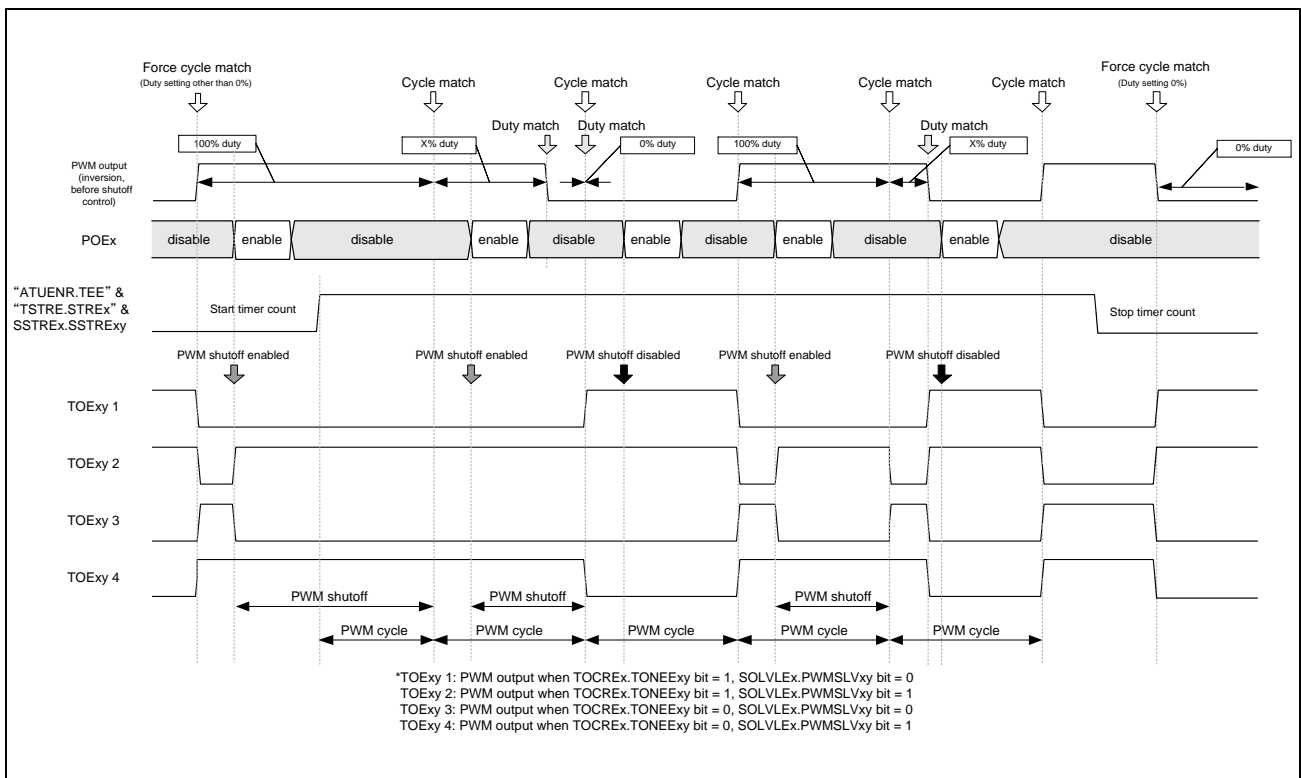 Force cycle match
(Duty setting other than 0%)
Cycle match
Cycle match
Cycle match
Cycle match
Cycle match
Force cycle match
(Duty setting 0%)
Duty match
Duty match
Duty match
100% duty
X% duty
0% duty
100% duty
X% duty
0% duty
PWM output
(inversion,
before shutoff
control)
POEx
disable
enable
disable
enable
disable
enable
disable
enable
disable
enable
disable
“ATUENR.TEE” &
“TSTRE.STREx” &
SSTREx.SSTRExy
Start timer count
Stop timer count
PWM shutoff enabled
PWM shutoff enabled
PWM shutoff disabled
PWM shutoff enabled
PWM shutoff disabled
TOExy 1
TOExy 2
TOExy 3
TOExy 4
PWM shutoff
PWM shutoff
PWM shutoff
PWM cycle
PWM cycle
PWM cycle
PWM cycle
PWM cycle
*TOExy 1: PWM output when TOCREx.TONEExy bit = 1, SOLVLEx.PWMSLVxy bit = 0
TOExy 2: PWM output when TOCREx.TONEExy bit = 1, SOLVLEx.PWMSLVxy bit = 1
TOExy 3: PWM output when TOCREx.TONEExy bit = 0, SOLVLEx.PWMSLVxy bit = 0
TOExy 4: PWM output when TOCREx.TONEExy bit = 0, SOLVLEx.PWMSLVxy bit = 1